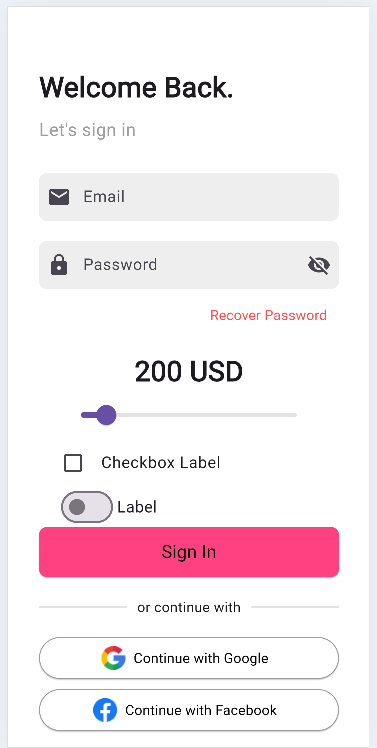 Welcome Back.
Let's sign in
Email
Password
Recover Password
200 USD
Checkbox Label
Label
Sign In
or continue with
Continue with Google
Continue with Facebook